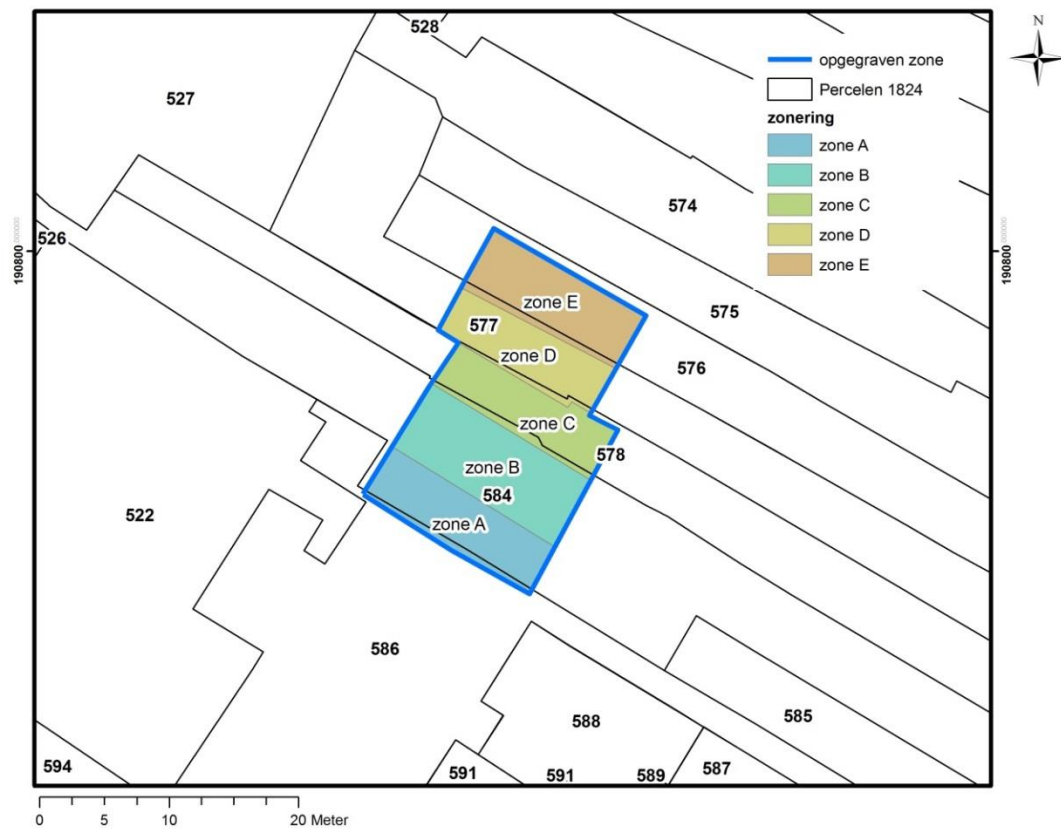 528
N
527
opgegraven zone
Percelen 1824
zonering
zone A
zone B
zone C
zone D
zone E
574
526
190800 000000
190800 000000
zone E
577
575
zone D
576
zone C
578
zone B
584
522
zone A
586
588
585
594
591
591
589
587
0 5 10 20 Meter